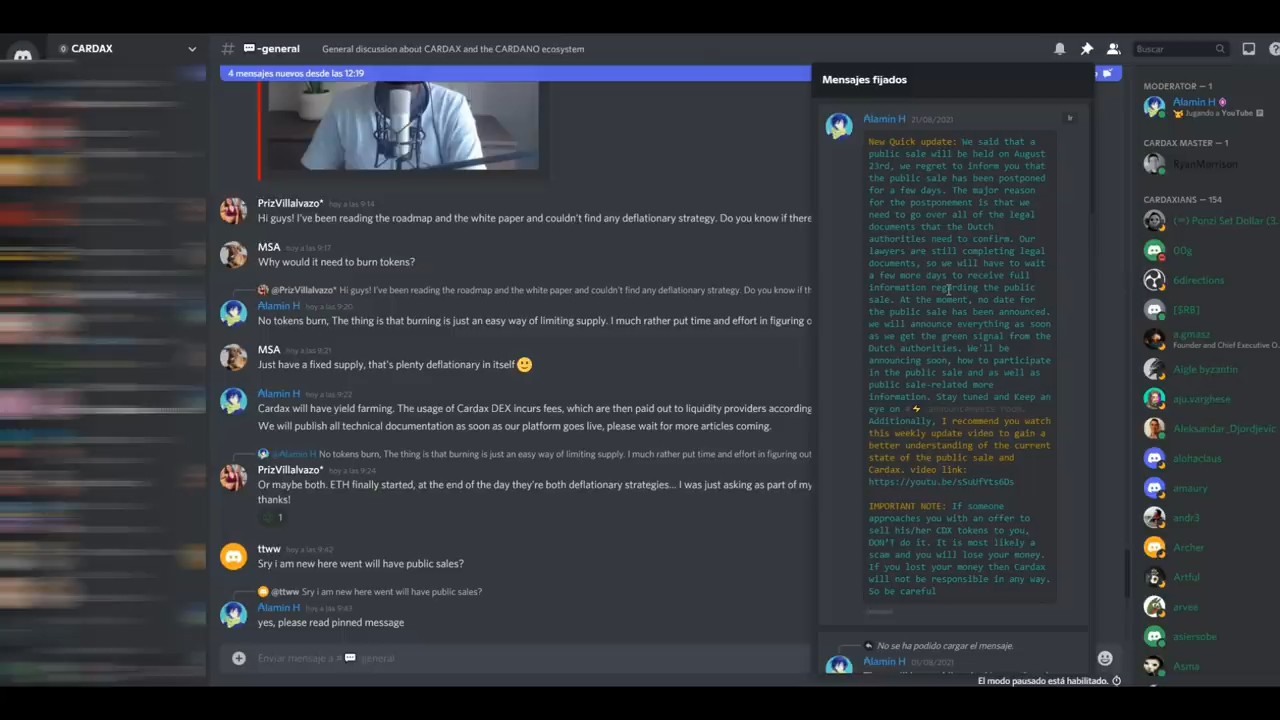 CARDAX
-general
General discussion about CARDAX and the CARDANO ecosystem
Buscar
4 mensajes nuevos desde las 12:19
PrizVillalvazo* hoy a las 9:14
Hi guys! I've been reading the roadmap and the white paper and couldn't find any deflationary strategy. Do you know if there
MSA hoy a las 9:17
Why would it need to burn tokens?
@PrizVillalvazo* Hi guys! I've been reading the roadmap and the white paper and couldn't find any deflationary strategy. Do you know if th
Alamin H hoy a las 9:20
No tokens burn, The thing is that burning is just an easy way of limiting supply. I much rather put time and effort in figuring o
MSA hoy a las 9:21
Just have a fixed supply, that's plenty deflationary in itself
Alamin H hoy a las 9:22
Cardax will have yield farming. The usage of Cardax DEX incurs fees, which are then paid out to liquidity providers according
We will publish all technical documentation as soon as our platform goes live, please wait for more articles coming.
@Alamin H No tokens burn, The thing is that burning is just an easy way of limiting supply. I much rather put time and effort in figuring out
PrizVillalvazo* hoy a las 9:24
Or maybe both. ETH finally started, at the end of the day they're both deflationary strategies... I was just asking as part of my
thanks!
1
ttww hoy a las 9:42
Sry i am new here went will have public sales?
@ttww Sry i am new here went will have public sales?
Alamin H hoy a las 9:43
yes, please read pinned message
Enviar mensaje a # general
Mensajes fijados
Alamin H 21/08/2021
Ir
New Quick update: We said that a
public sale will be held on August
23rd, we regret to inform you that
the public sale has been postponed
for a few days. The major reason
for the postponement is that we
need to go over all of the legal
documents that the Dutch
authorities need to confirm. Our
lawyers are still completing legal
documents, so we will have to wait
a few more days to receive full
information regarding the public
sale. At the moment, no date for
the public sale has been announced.
we will announce everything as soon
as we get the green signal from the
Dutch authorities. We'll be
announcing soon, how to participate
in the public sale and as well as
public sale-related more
information. Stay tuned and Keep an
eye on #⚡ announcements room.
Additionally, I recommend you watch
this weekly update video to gain a
better understanding of the current
state of the public sale and
Cardax. video link:
https://youtu.be/sSuUfYts6Ds
IMPORTANT NOTE: If someone
approaches you with an offer to
sell his/her CDX tokens to you,
DON'T do it. It is most likely a
scam and you will lose your money.
If you lost your money then Cardax
will not be responsible in any way.
So be careful
No se ha podido cargar el mensaje.
Alamin H 05/08/2021
El modo pausado está habilitado.
MODERATOR — 1
Alamin H
Jugando a YouTube
CARDAX MASTER — 1
RyanMorrison
CARDAXIANS — 154
(∞) Ponzi Set Dollar (3,
00g
6directions
[$RB]
a.gmasz
Founder and Chief Executive O
Aigle byzantin
aju.varghese
Aleksandar_Djurdjevic
alohaciaus
amaury
andr3
Archer
Artful
arvee
asiersobe
Asma